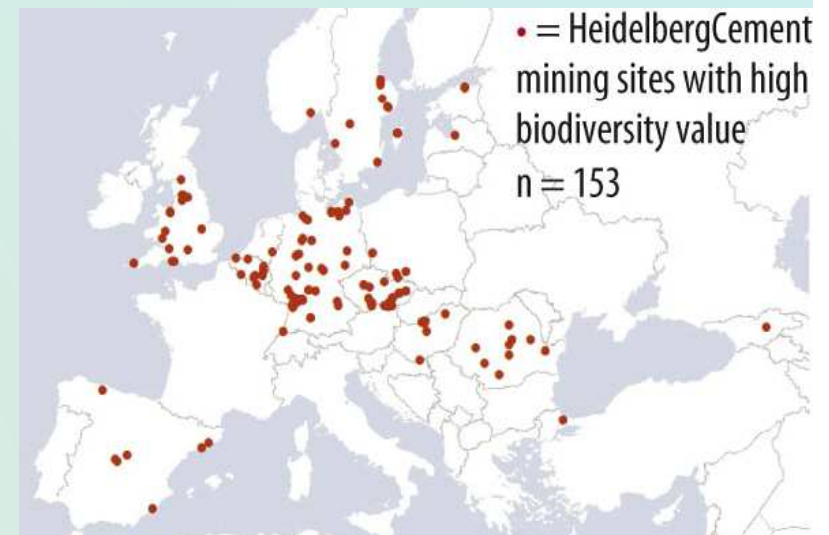 • = HeidelbergCement
mining sites with high
biodiversity value
n = 153